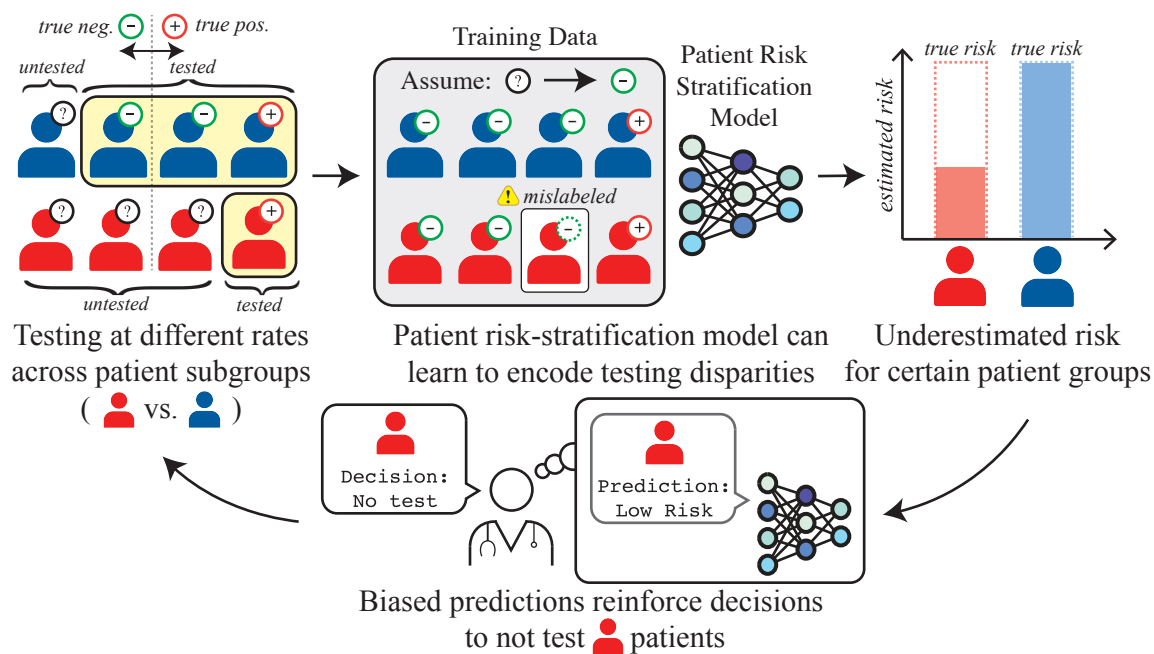 true neg. - + true pos.
untested tested
? - - +
? ? ? +
untested tested
Testing at different rates
across patient subgroups
( vs. )
Training Data
Assume: ? -
- - - +
mislabeled
- - - +
Patient risk-stratification model can
learn to encode testing disparities
Patient Risk
Stratification
Model
estimated risk
true risk true risk
Underestimated risk
for certain patient groups
Decision:
No test
Prediction:
Low Risk
Biased predictions reinforce decisions
to not test patients